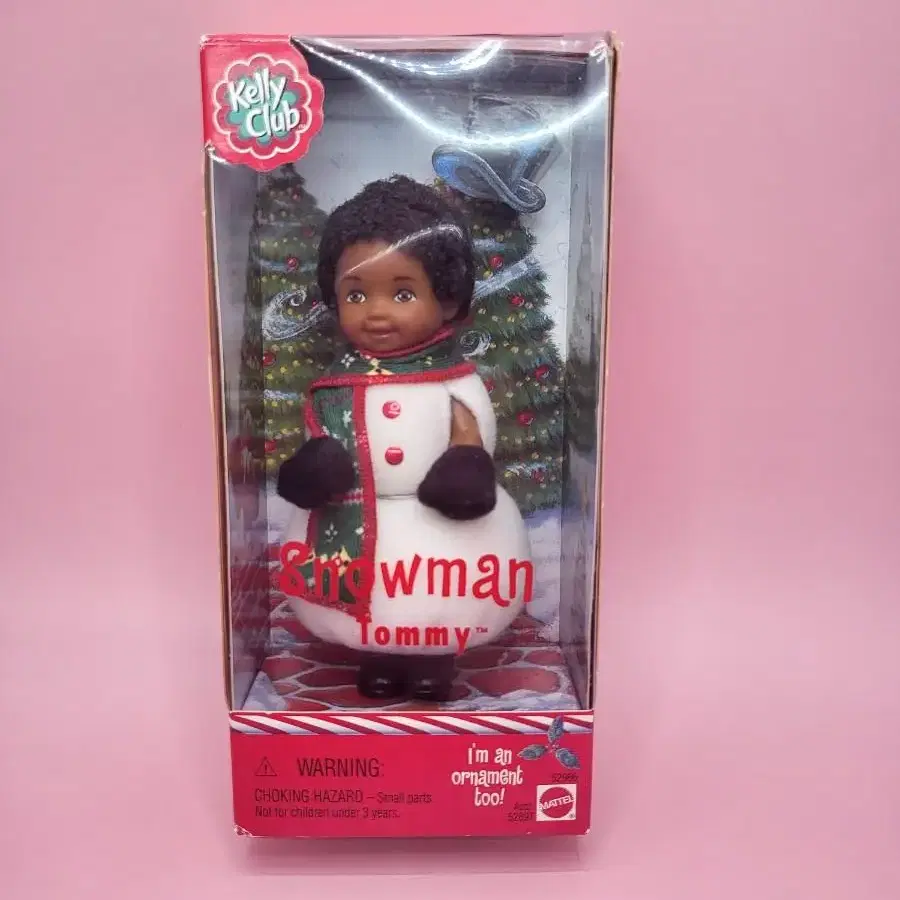 Kelly
Club
Snowman
Tommy™
WARNING:
CHOKING HAZARD – Small parts
Not for children under 3 years.
I'm an
ornament
too!
Asst.
MATTEL
®